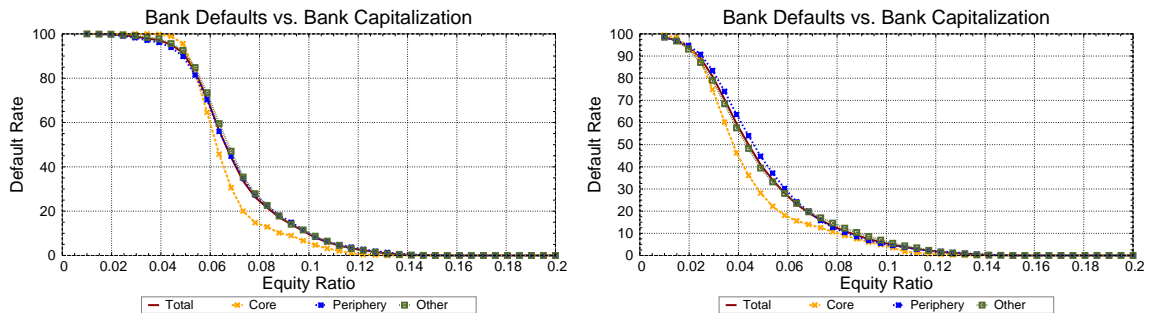 Bank Defaults vs. Bank Capitalization
Default Rate
100
80
60
40
20
0
0 0.02 0.04 0.06 0.08 0.1 0.12 0.14 0.16 0.18 0.2
Equity Ratio
Total Core Periphery Other
Bank Defaults vs. Bank Capitalization
Default Rate
100
90
80
70
60
50
40
30
20
10
0
0 0.02 0.04 0.06 0.08 0.1 0.12 0.14 0.16 0.18 0.2
Equity Ratio
Total Core Periphery Other